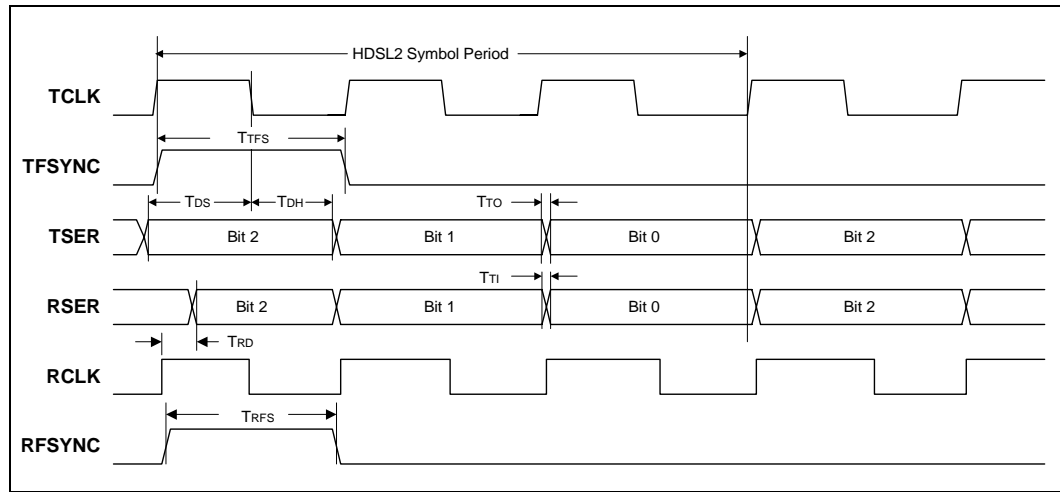 HDSL2 Symbol Period
TCLK
TTFS
TFSYNC
TDS TDH TTO
TSER Bit 2 Bit 1 Bit 0 Bit 2
TTI
RSER Bit 2 Bit 1 Bit 0 Bit 2
TRD
RCLK
TRFS
RFSYNC